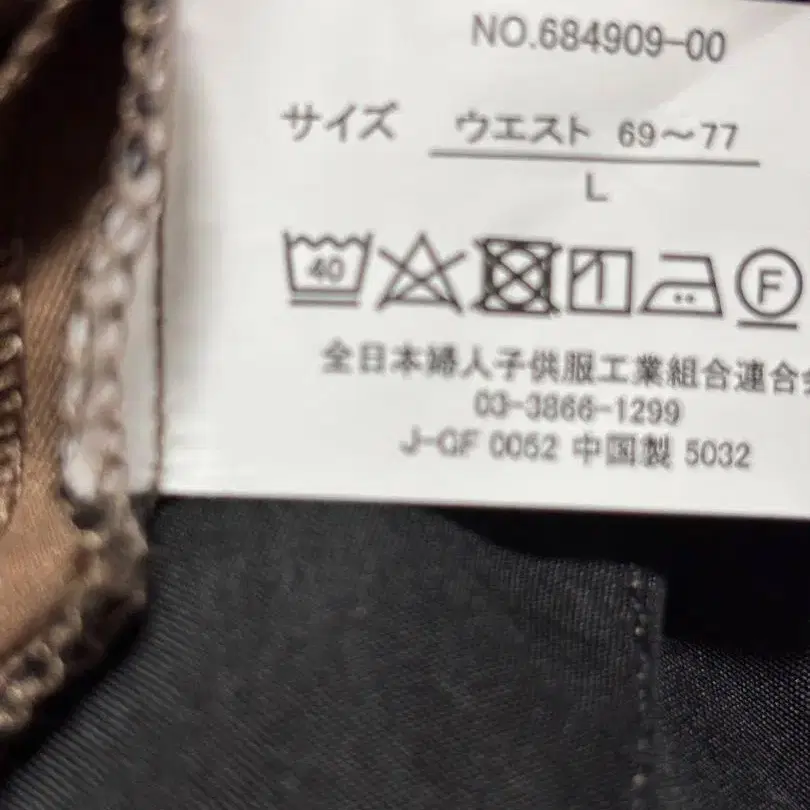 NO.684909-00
サイズ ウエスト 69～77
L
40
F
全日本婦人子供服工業組合連合会
03-3866-1299
J-GF 0052 中国製 5032